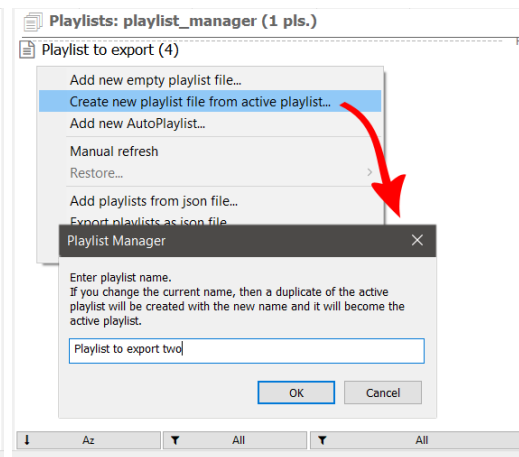 Playlists: playlist_manager (1 pls.)
Playlist to export (4)
Add new empty playlist file...
Create new playlist file from active playlist...
Add new AutoPlaylist...
Manual refresh
Restore...
Add playlists from json file...
Export playlists as json file
Playlist Manager
Enter playlist name.
If you change the current name, then a duplicate of the active
playlist will be created with the new name and it will become the
active playlist.
Playlist to export two
OK Cancel
Az All All